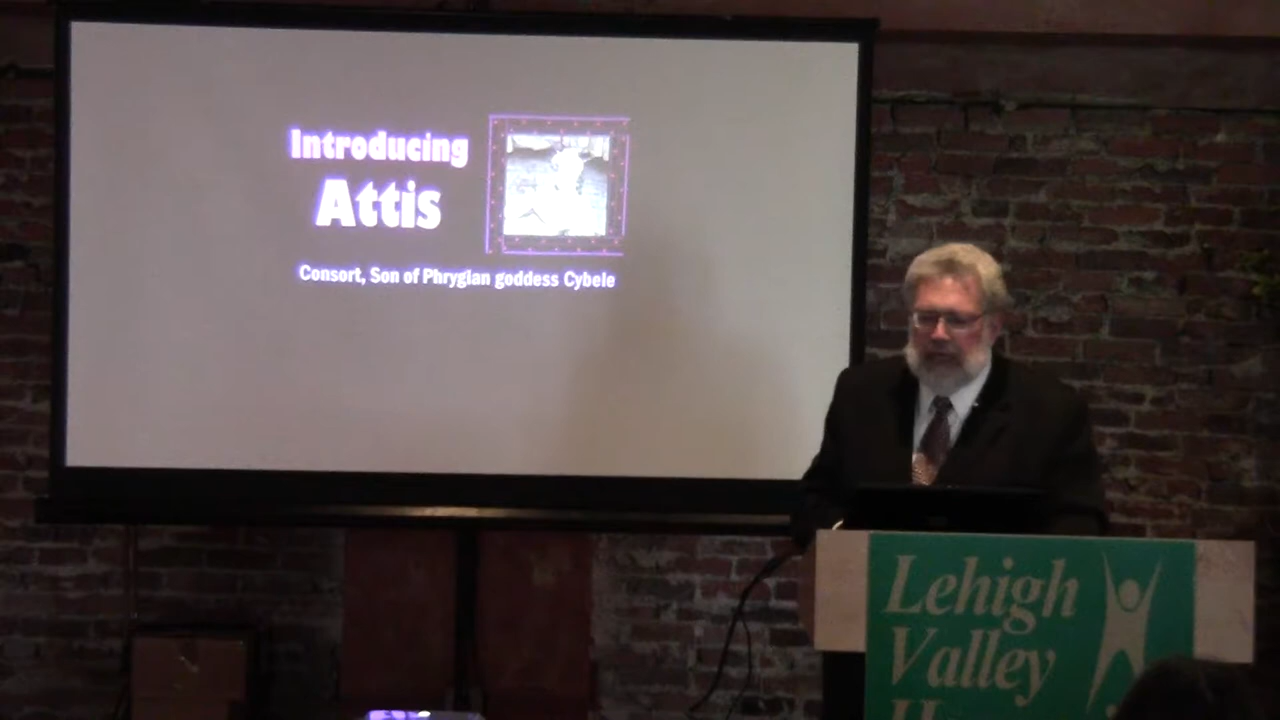 Introducing
Attis
Consort, Son of Phrygian goddess Cybele
Lehigh
Valley